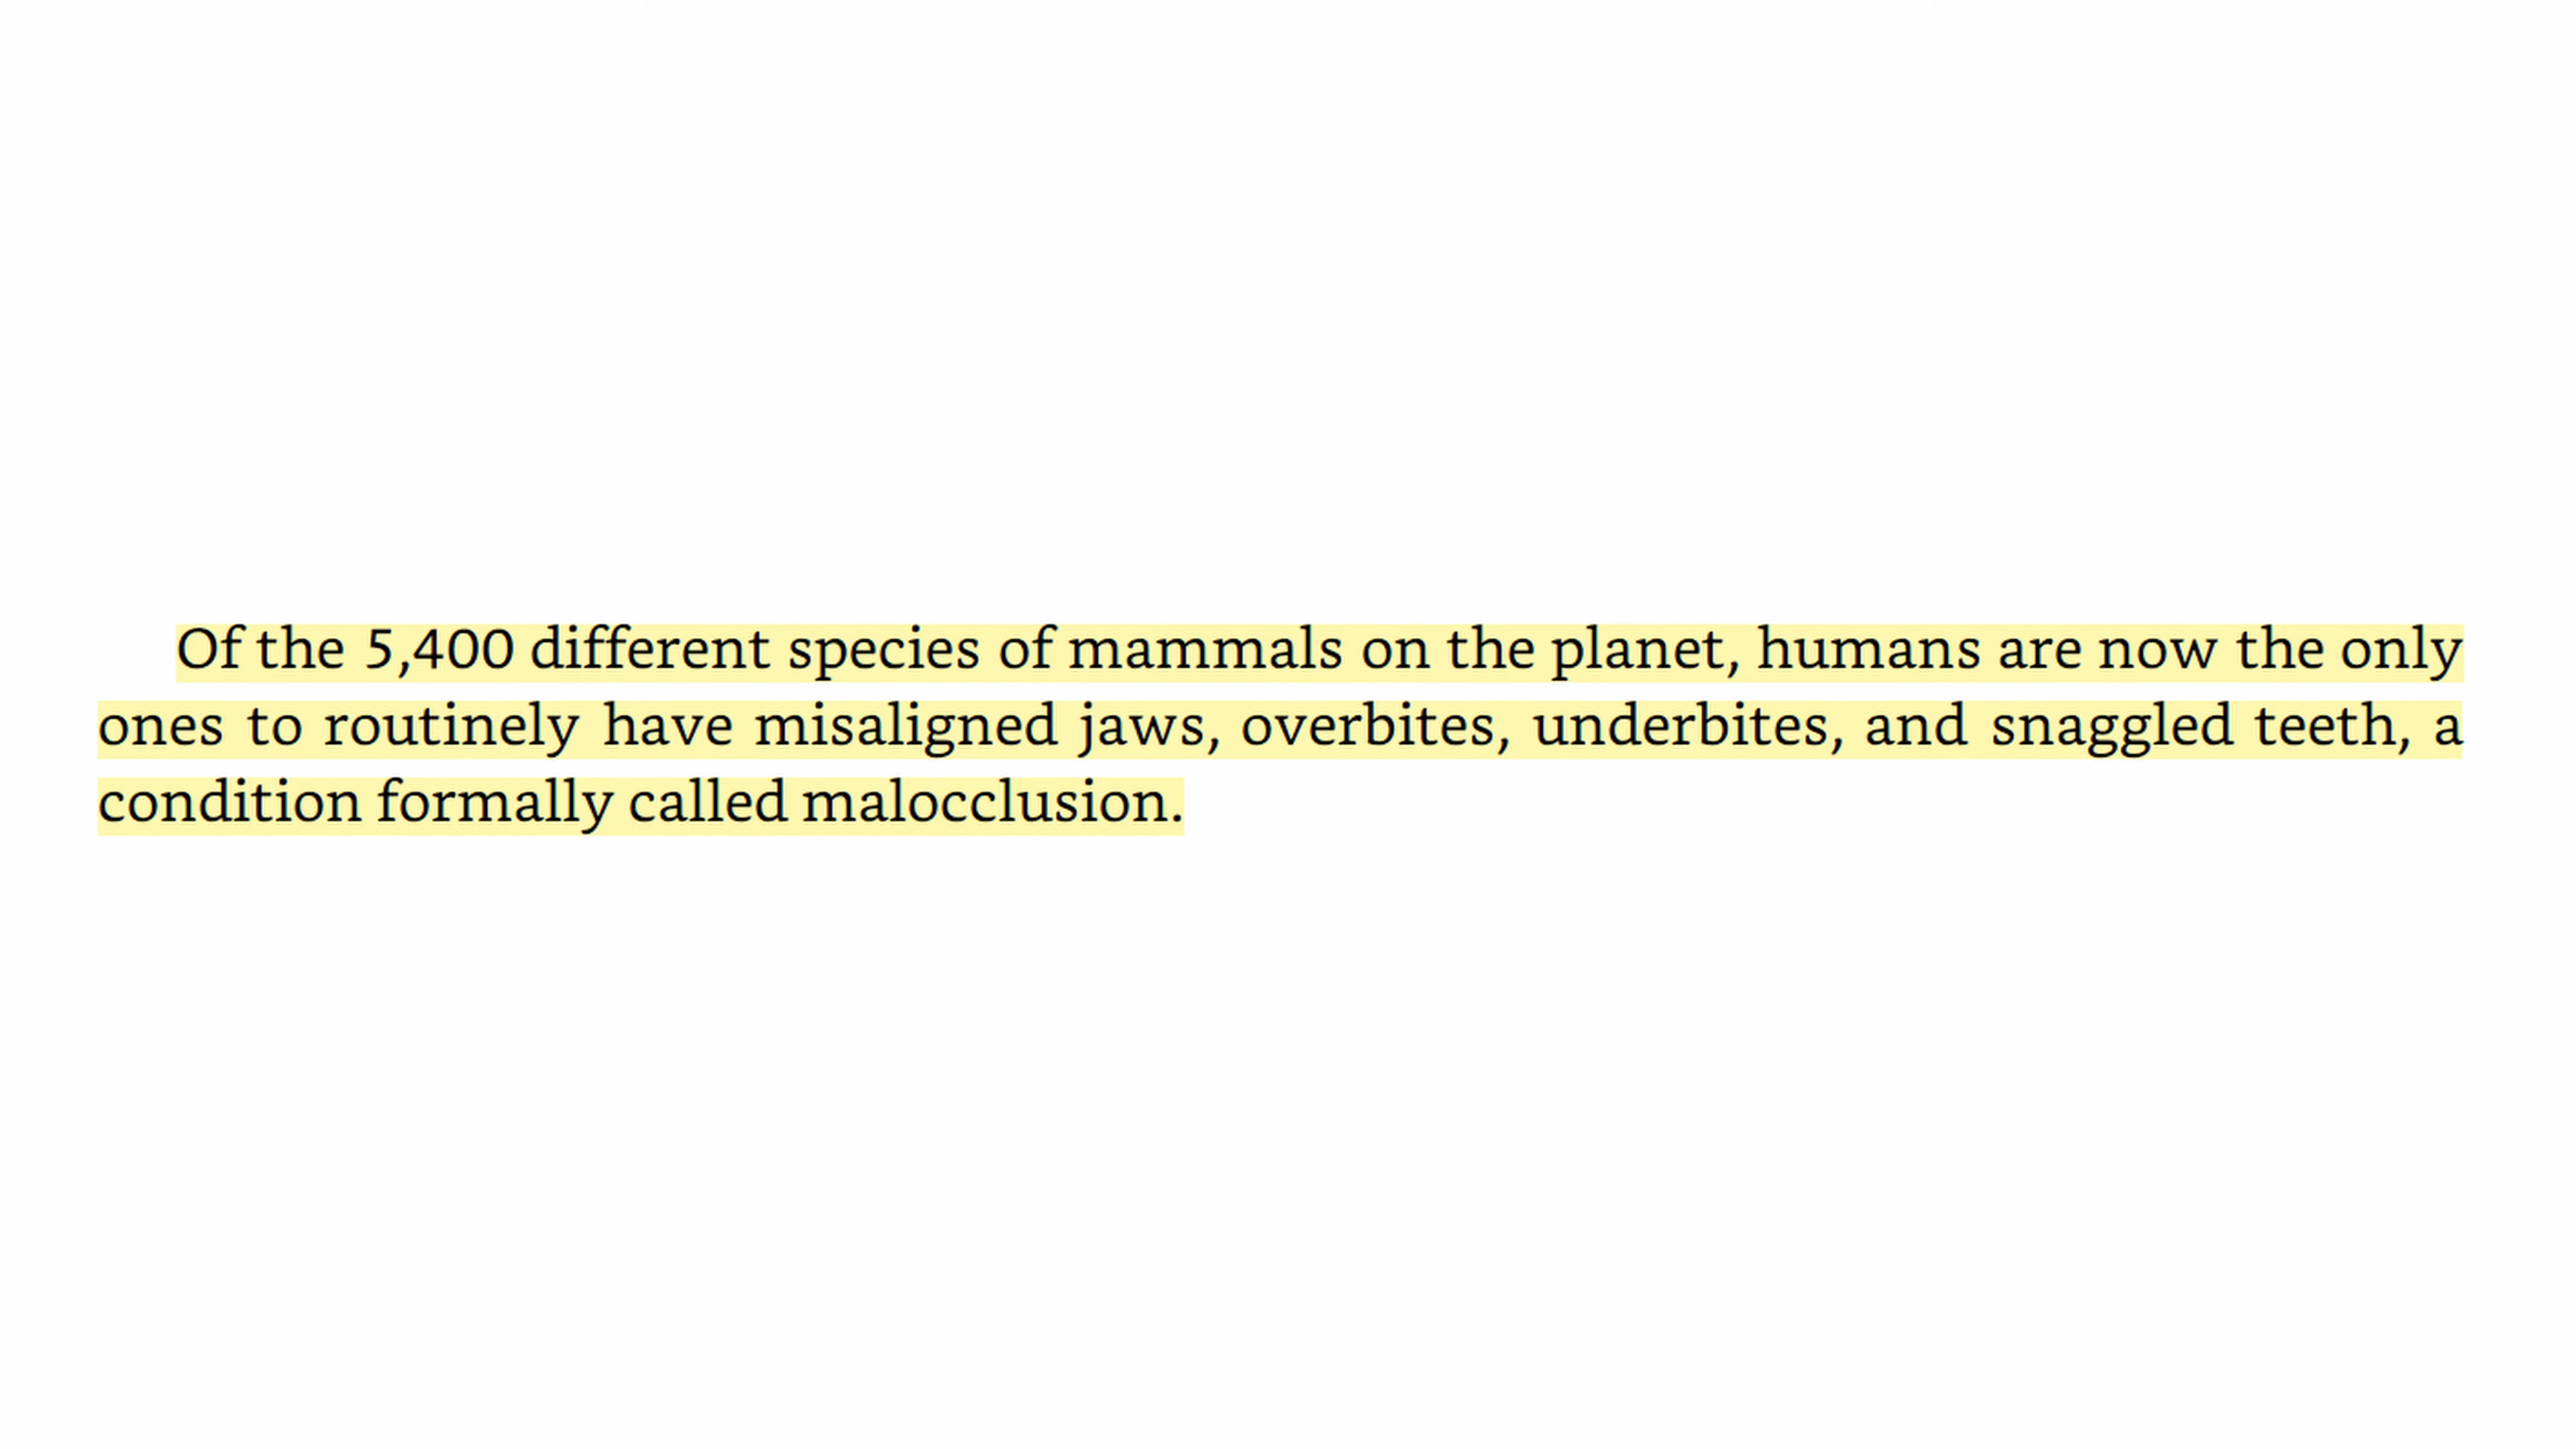 Of the 5,400 different species of mammals on the planet, humans are now the only
ones to routinely have misaligned jaws, overbites, underbites, and snaggled teeth, a
condition formally called malocclusion.